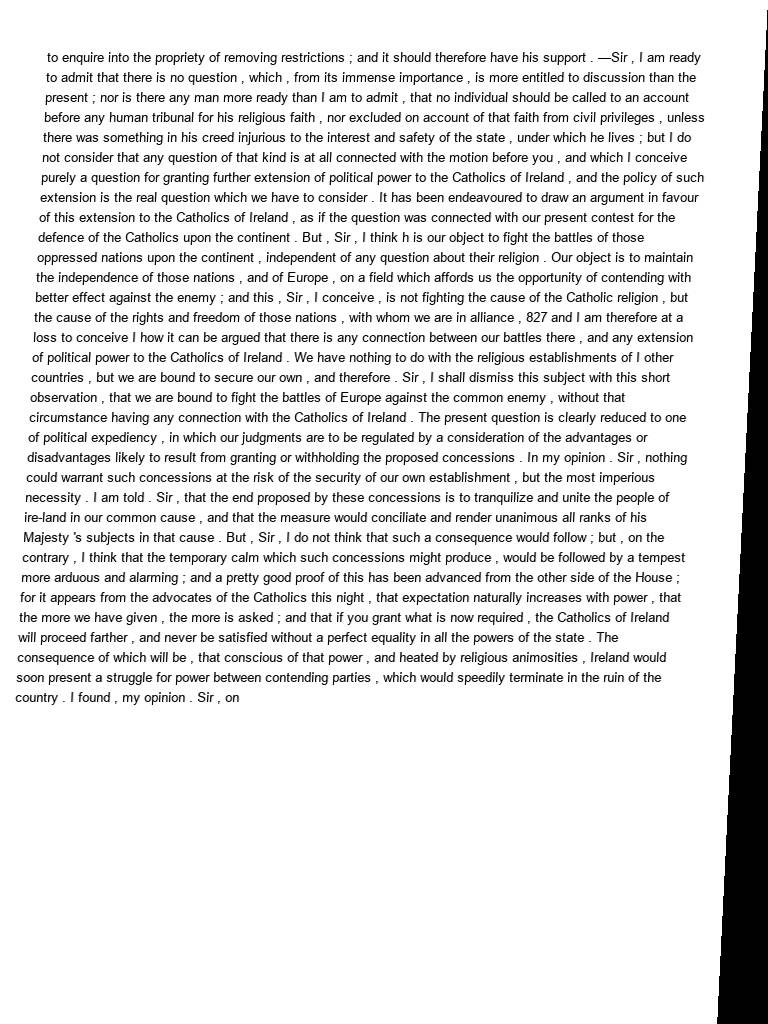 to enquire into the propriety of removing restrictions ; and it should therefore have his support . —Sir , I am ready
to admit that there is no question , which , from its immense importance , is more entitled to discussion than the
present ; nor is there any man more ready than I am to admit , that no individual should be called to an account
before any human tribunal for his religious faith , nor excluded on account of that faith from civil privileges , unless
there was something in his creed injurious to the interest and safety of the state , under which he lives ; but I do
not consider that any question of that kind is at all connected with the motion before you , and which I conceive
purely a question for granting further extension of political power to the Catholics of Ireland , and the policy of such
extension is the real question which we have to consider . It has been endeavoured to draw an argument in favour
of this extension to the Catholics of Ireland , as if the question was connected with our present contest for the
defence of the Catholics upon the continent . But , Sir , I think h is our object to fight the battles of those
oppressed nations upon the continent , independent of any question about their religion . Our object is to maintain
the independence of those nations , and of Europe , on a field which affords us the opportunity of contending with
better effect against the enemy ; and this , Sir , I conceive , is not fighting the cause of the Catholic religion , but
the cause of the rights and freedom of those nations , with whom we are in alliance , 827 and I am therefore at a
loss to conceive I how it can be argued that there is any connection between our battles there , and any extension
of political power to the Catholics of Ireland . We have nothing to do with the religious establishments of I other
countries , but we are bound to secure our own , and therefore . Sir , I shall dismiss this subject with this short
observation , that we are bound to fight the battles of Europe against the common enemy , without that
circumstance having any connection with the Catholics of Ireland . The present question is clearly reduced to one
of political expediency , in which our judgments are to be regulated by a consideration of the advantages or
disadvantages likely to result from granting or withholding the proposed concessions . In my opinion . Sir , nothing
could warrant such concessions at the risk of the security of our own establishment , but the most imperious
necessity . I am told . Sir , that the end proposed by these concessions is to tranquilize and unite the people of
ire-land in our common cause , and that the measure would conciliate and render unanimous all ranks of his
Majesty 's subjects in that cause . But , Sir , I do not think that such a consequence would follow ; but , on the
contrary , I think that the temporary calm which such concessions might produce , would be followed by a tempest
more arduous and alarming ; and a pretty good proof of this has been advanced from the other side of the House ;
for it appears from the advocates of the Catholics this night , that expectation naturally increases with power , that
the more we have given , the more is asked ; and that if you grant what is now required , the Catholics of Ireland
will proceed farther , and never be satisfied without a perfect equality in all the powers of the state . The
consequence of which will be , that conscious of that power , and heated by religious animosities , Ireland would
soon present a struggle for power between contending parties , which would speedily terminate in the ruin of the
country . I found , my opinion . Sir , on